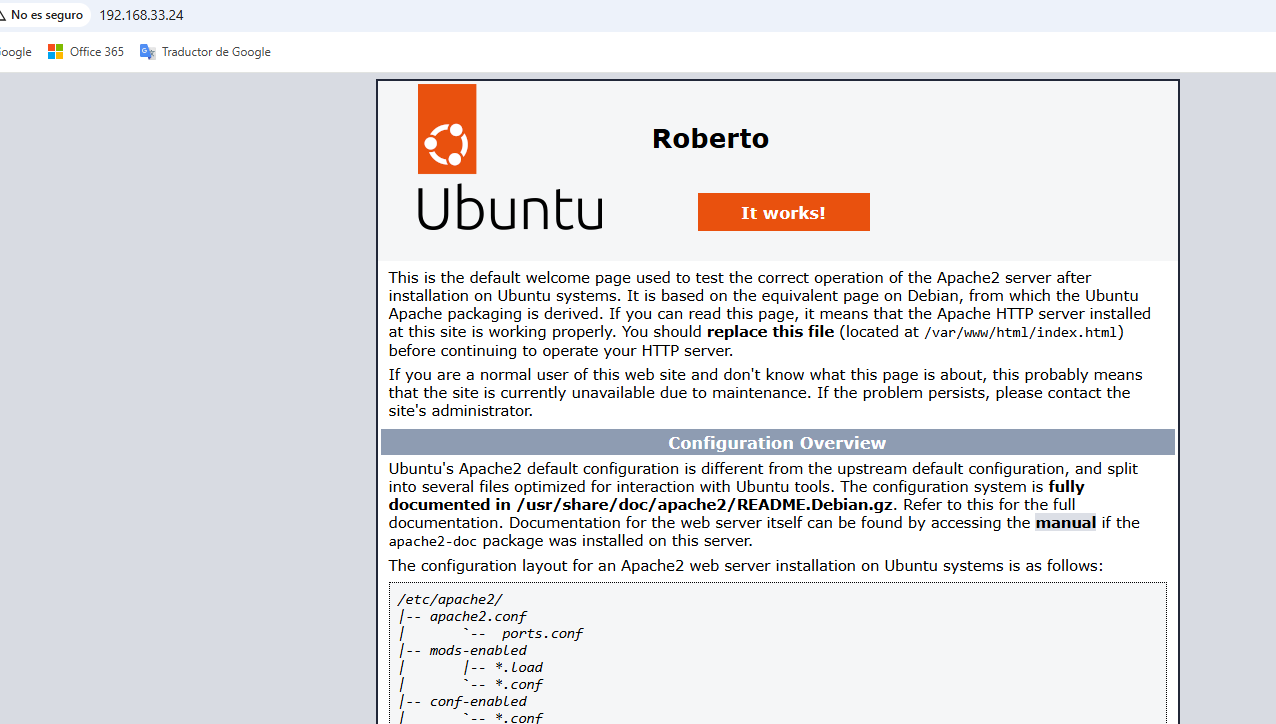 No es seguro 192.168.33.24
Google Office 365 Traductor de Google
Roberto
Ubuntu
It works!
This is the default welcome page used to test the correct operation of the Apache2 server after
installation on Ubuntu systems. It is based on the equivalent page on Debian, from which the Ubuntu
Apache packaging is derived. If you can read this page, it means that the Apache HTTP server installed
at this site is working properly. You should replace this file (located at /var/www/html/index.html)
before continuing to operate your HTTP server.
If you are a normal user of this web site and don't know what this page is about, this probably means
that the site is currently unavailable due to maintenance. If the problem persists, please contact the
site's administrator.
Configuration Overview
Ubuntu's Apache2 default configuration is different from the upstream default configuration, and split
into several files optimized for interaction with Ubuntu tools. The configuration system is fully
documented in /usr/share/doc/apache2/README.Debian.gz. Refer to this for the full
documentation. Documentation for the web server itself can be found by accessing the manual if the
apache2-doc package was installed on this server.
The configuration layout for an Apache2 web server installation on Ubuntu systems is as follows:
/etc/apache2/
|-- apache2.conf
|       `--  ports.conf
|-- mods-enabled
|       |-- *.load
|       `-- *.conf
|-- conf-enabled
|       `-- *.conf